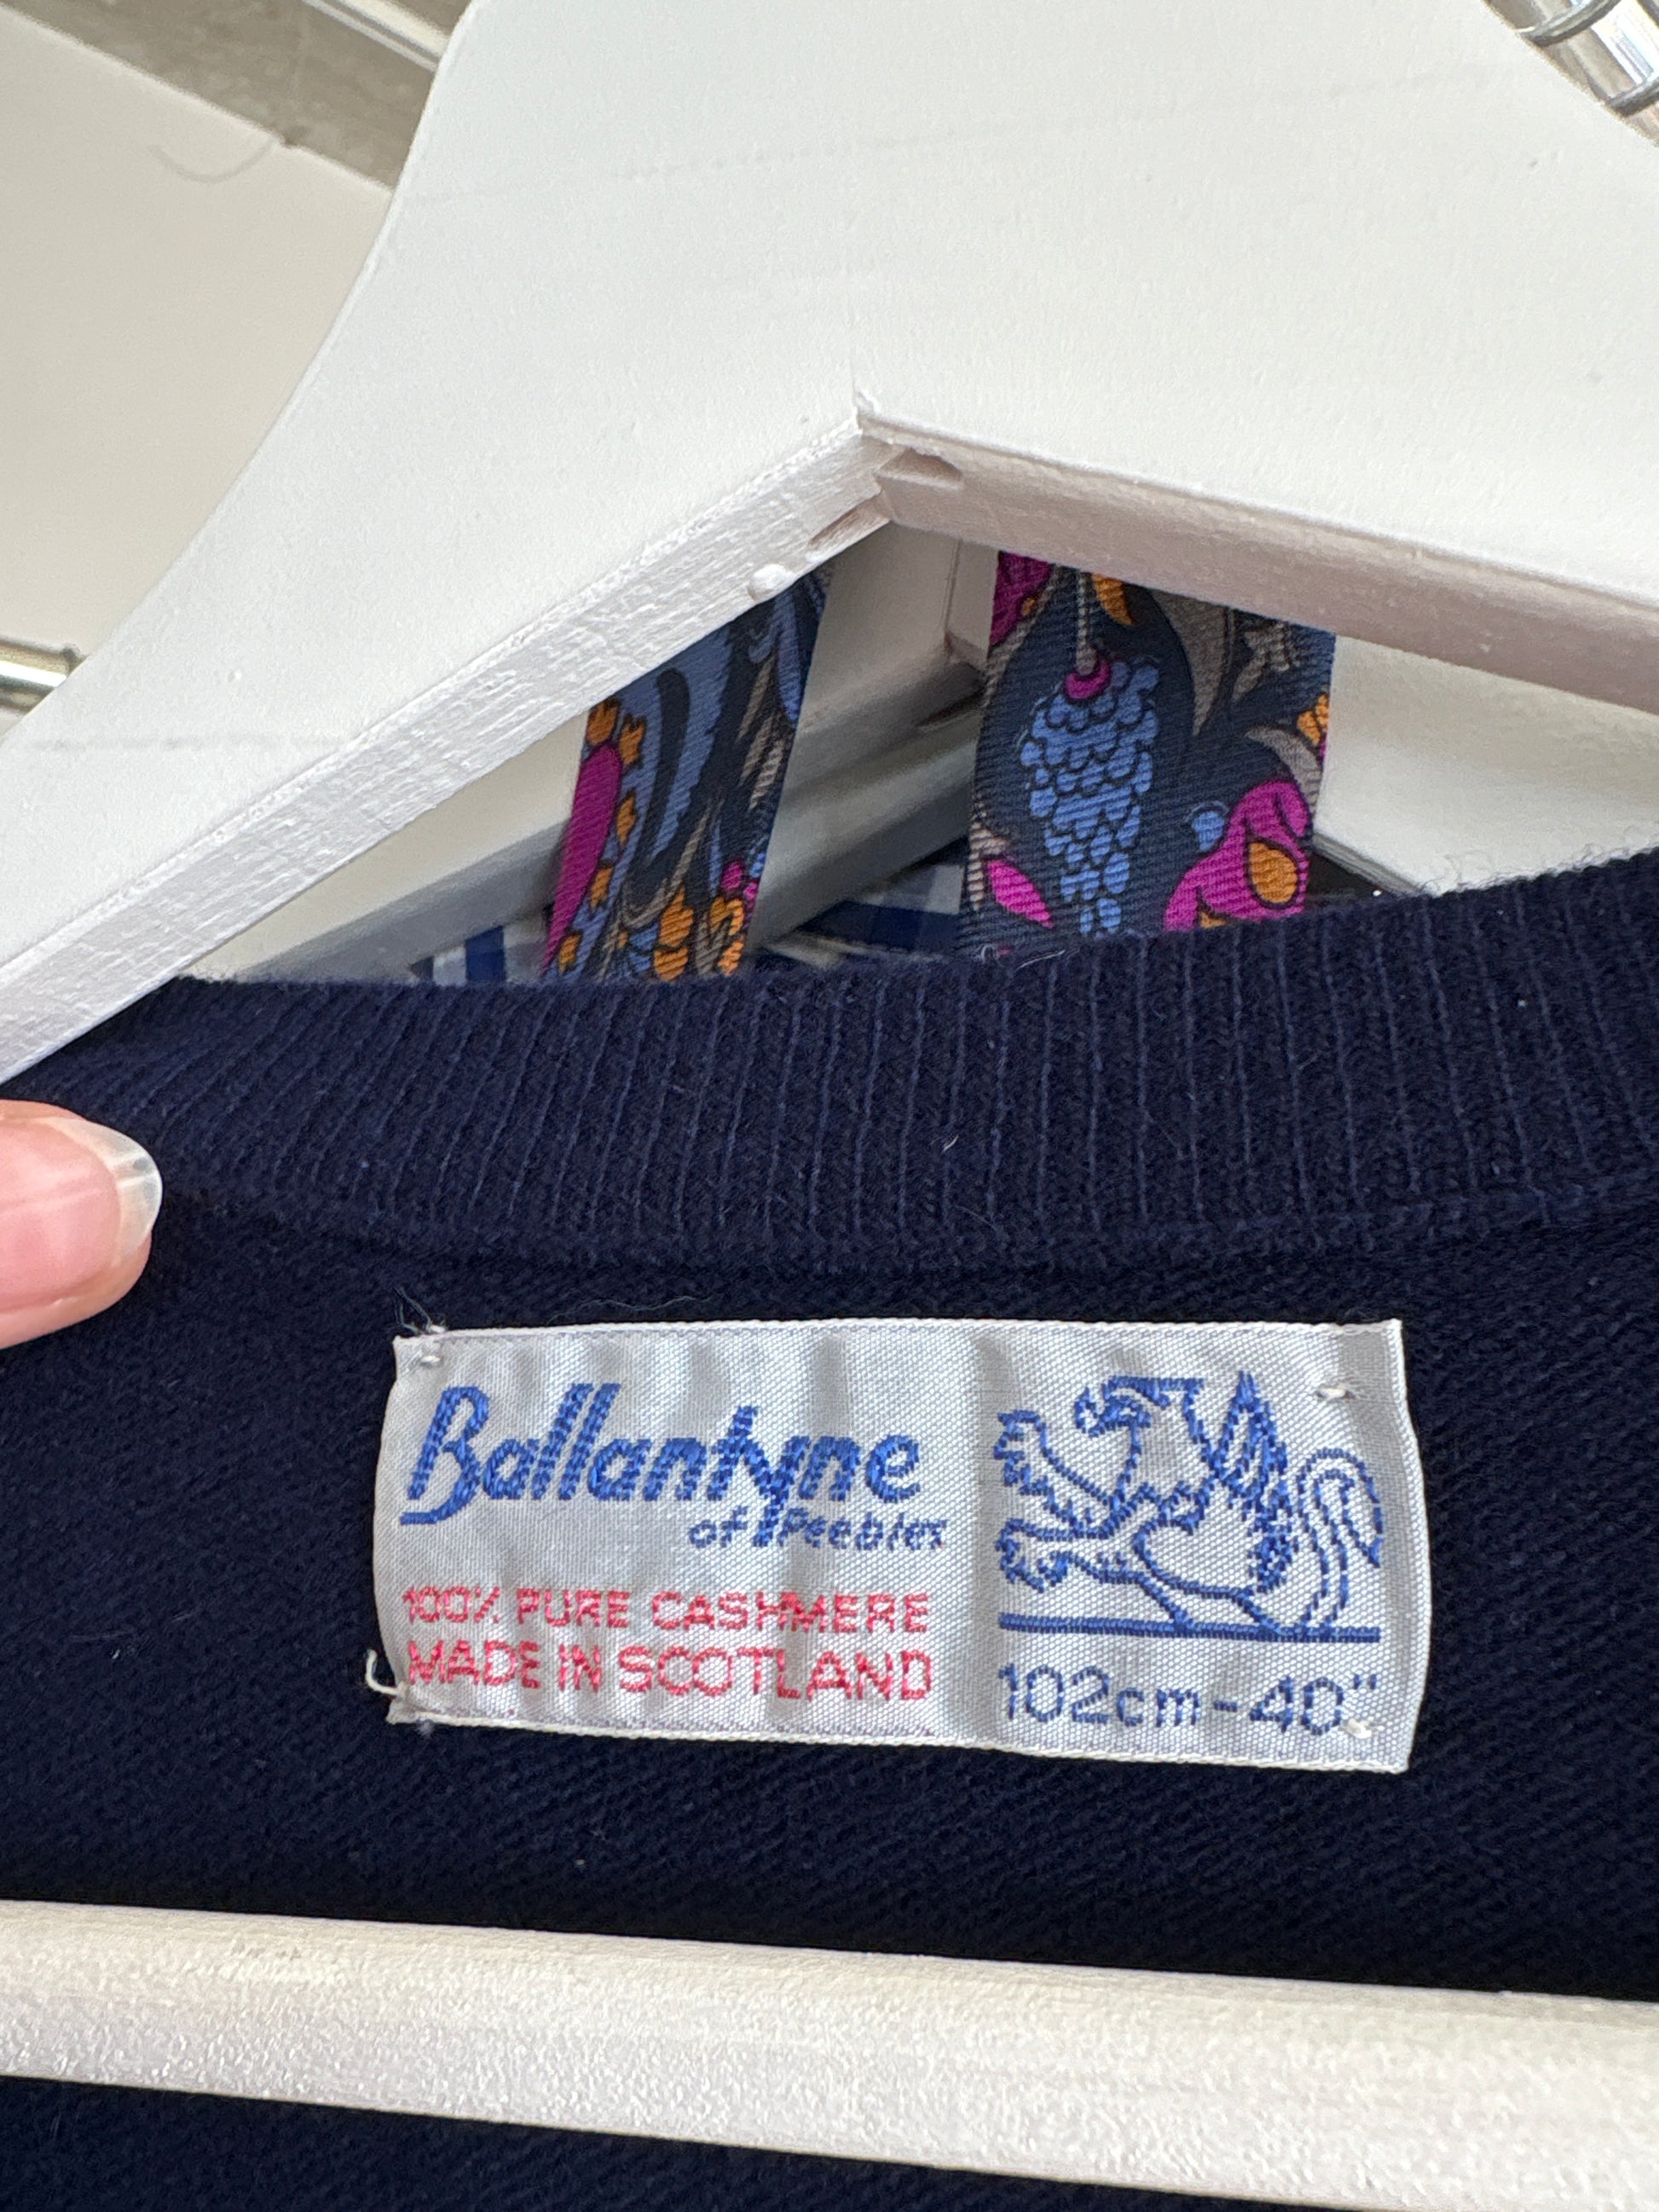 Ballantyne
of Peebles
100% PURE CASHMERE
MADE IN SCOTLAND
102cm-40"